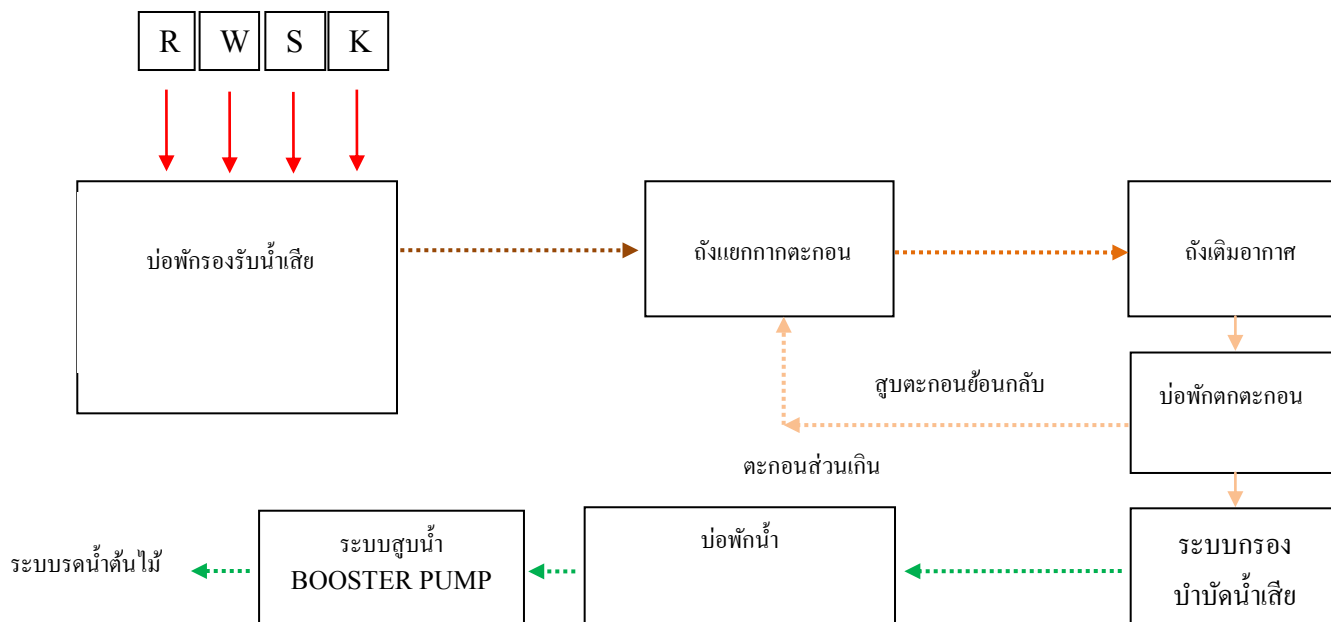 R W S K
บ่อพักรองรับน้ำเสีย
ถังแยกกากตะกอน
ถังเติมอากาศ
สูบตะกอนย้อนกลับ
บ่อพักตกตะกอน
ตะกอนส่วนเกิน
ระบบรดน้ำต้นไม้
ระบบสูบน้ำ
BOOSTER PUMP
บ่อพักน้ำ
ระบบกรอง
บำบัดน้ำเสีย